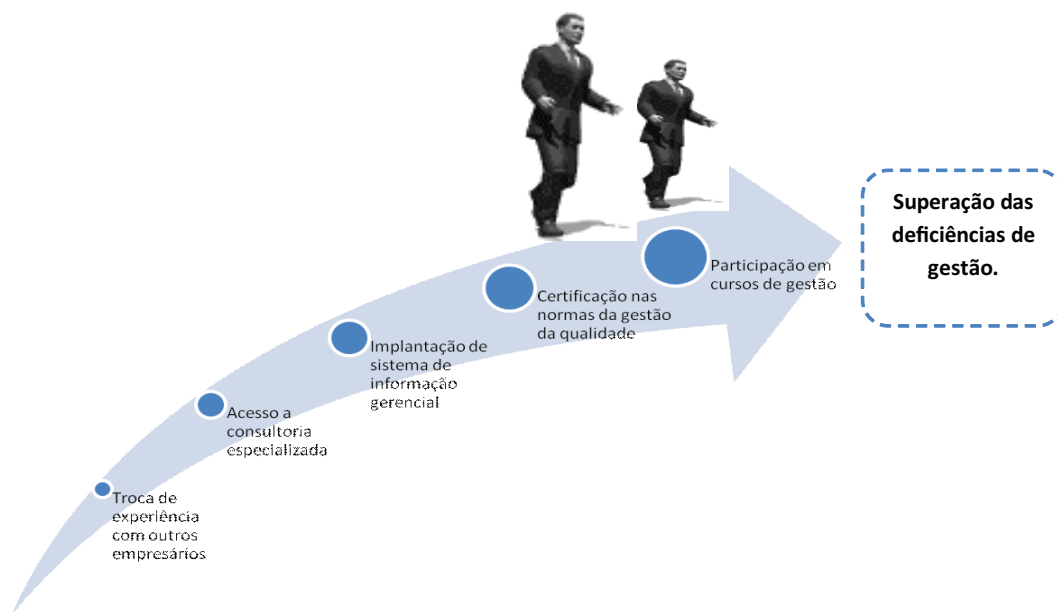 Superação das
deficiências de
gestão.
Participação em
cursos de gestão
Certificação nas
normas da gestão
da qualidade
Implantação de
sistema de
informação
gerencial
Acesso a
consultoria
especializada
Troca de
experiência
com outros
empresários